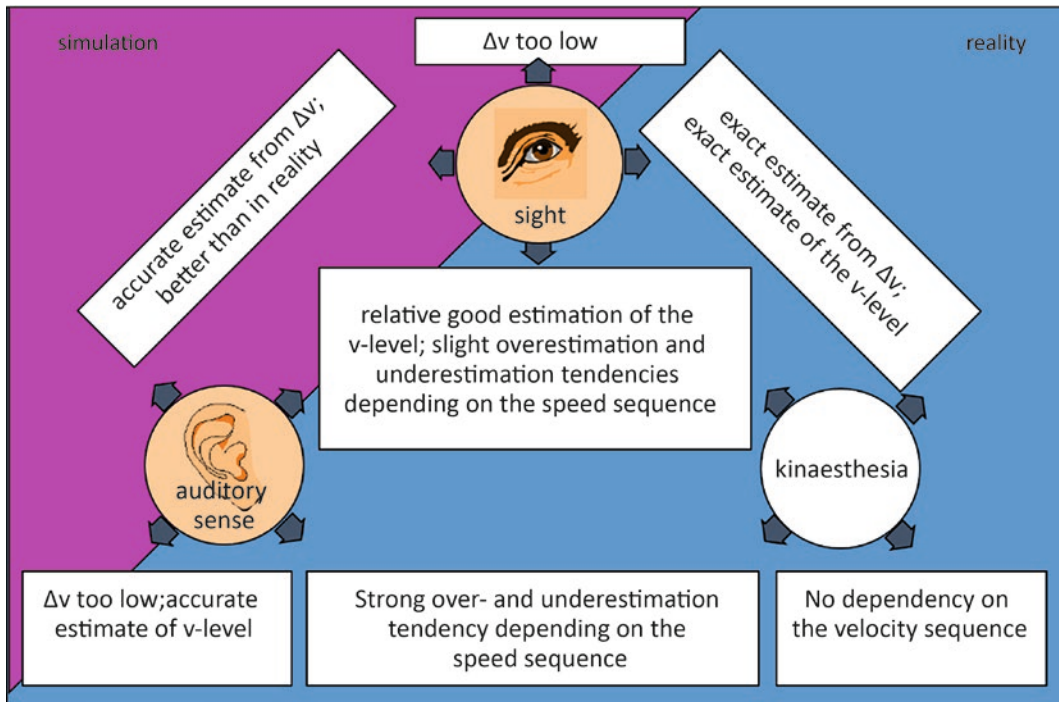 simulation
Δv too low
reality
accurate estimate from Δv;
better than in reality
sight
exact estimate from Δv;
exact estimate of the v-level
relative good estimation of the
v-level; slight overestimation and
underestimation tendencies
depending on the speed sequence
auditory
sense
kinaesthesia
Δv too low;accurate
estimate of v-level
Strong over- and underestimation
tendency depending on the
speed sequence
No dependency on
the velocity sequence